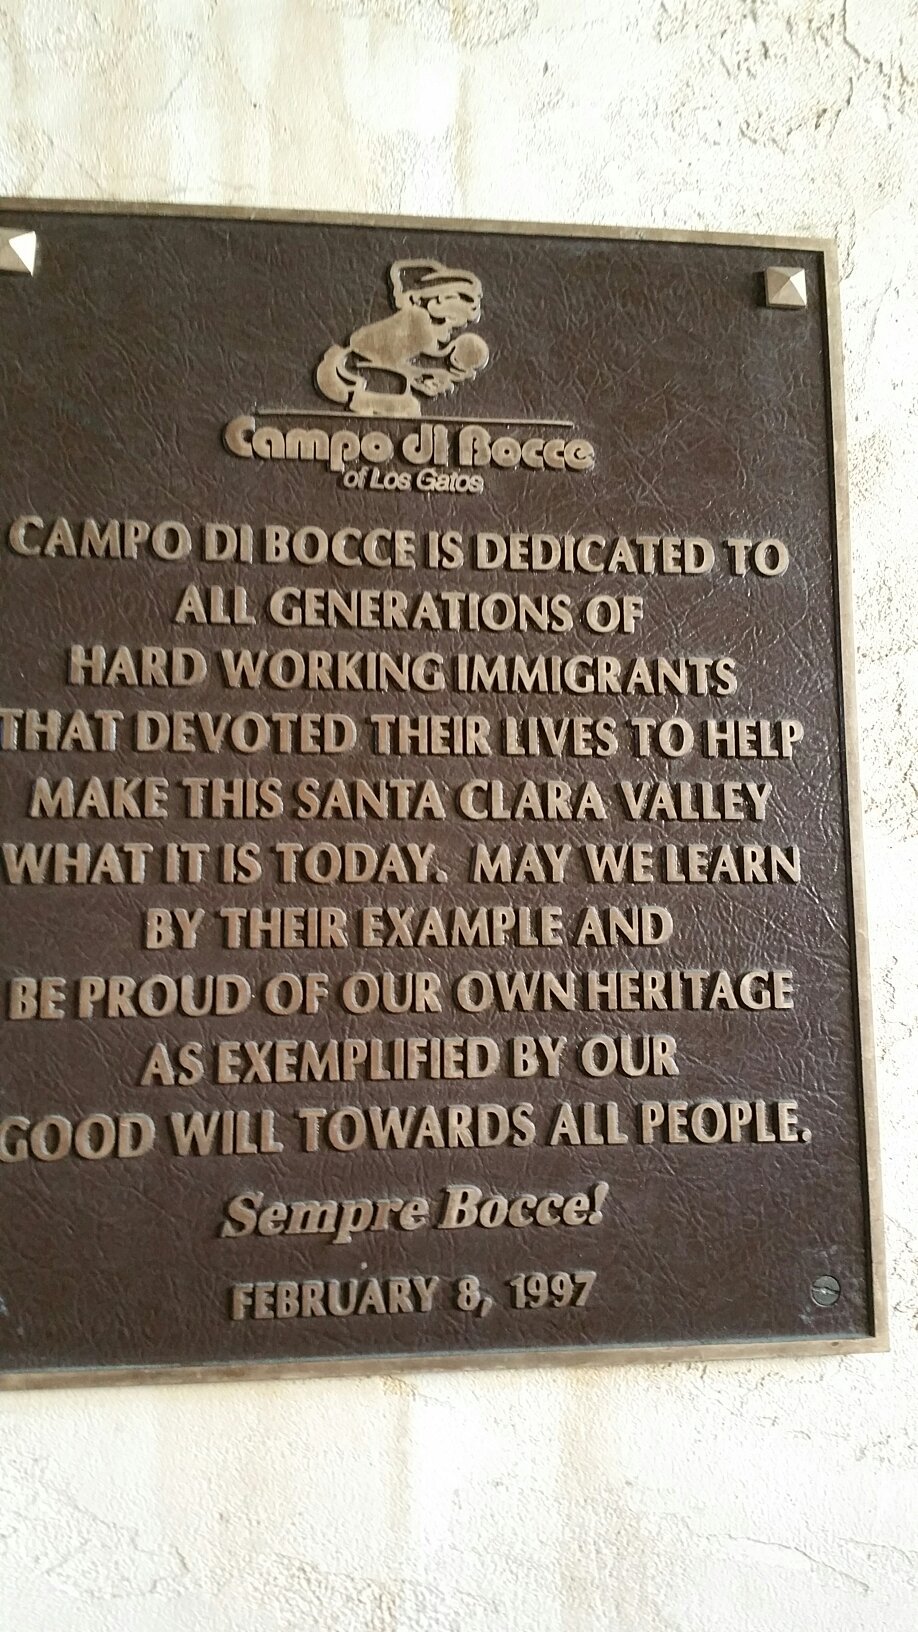 Campo di Bocce
of Los Gatos
CAMPO DI BOCCE IS DEDICATED TO
ALL GENERATIONS OF
HARD WORKING IMMIGRANTS
THAT DEVOTED THEIR LIVES TO HELP
MAKE THIS SANTA CLARA VALLEY
WHAT IT IS TODAY. MAY WE LEARN
BY THEIR EXAMPLE AND
BE PROUD OF OUR OWN HERITAGE
AS EXEMPLIFIED BY OUR
GOOD WILL TOWARDS ALL PEOPLE.
Sempre Bocce!
FEBRUARY 8, 1997